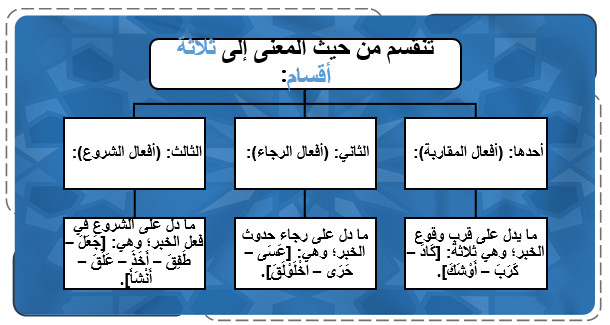 تنقسم من حيث المعنى إلى ثلاثة
أقسام:
أحدها: (أفعال المقاربة):
الثاني: (أفعال الرجاء):
الثالث: (أفعال الشروع):
ما يدل على قرب وقوع
الخبر؛ وهي ثلاثة: [كَادَ –
كَرَبَ – أَوْشَكَ].
ما دل على رجاء حدوث
الخبر؛ وهي: [عَسَى –
حَرَى – اخْلَوْلَقَ].
ما دل على الشروع في
فعل الخبر؛ وهي: [جَعَلَ –
طَفِقَ – أَخَذَ – عَلَقَ –
أَنْشَأَ].